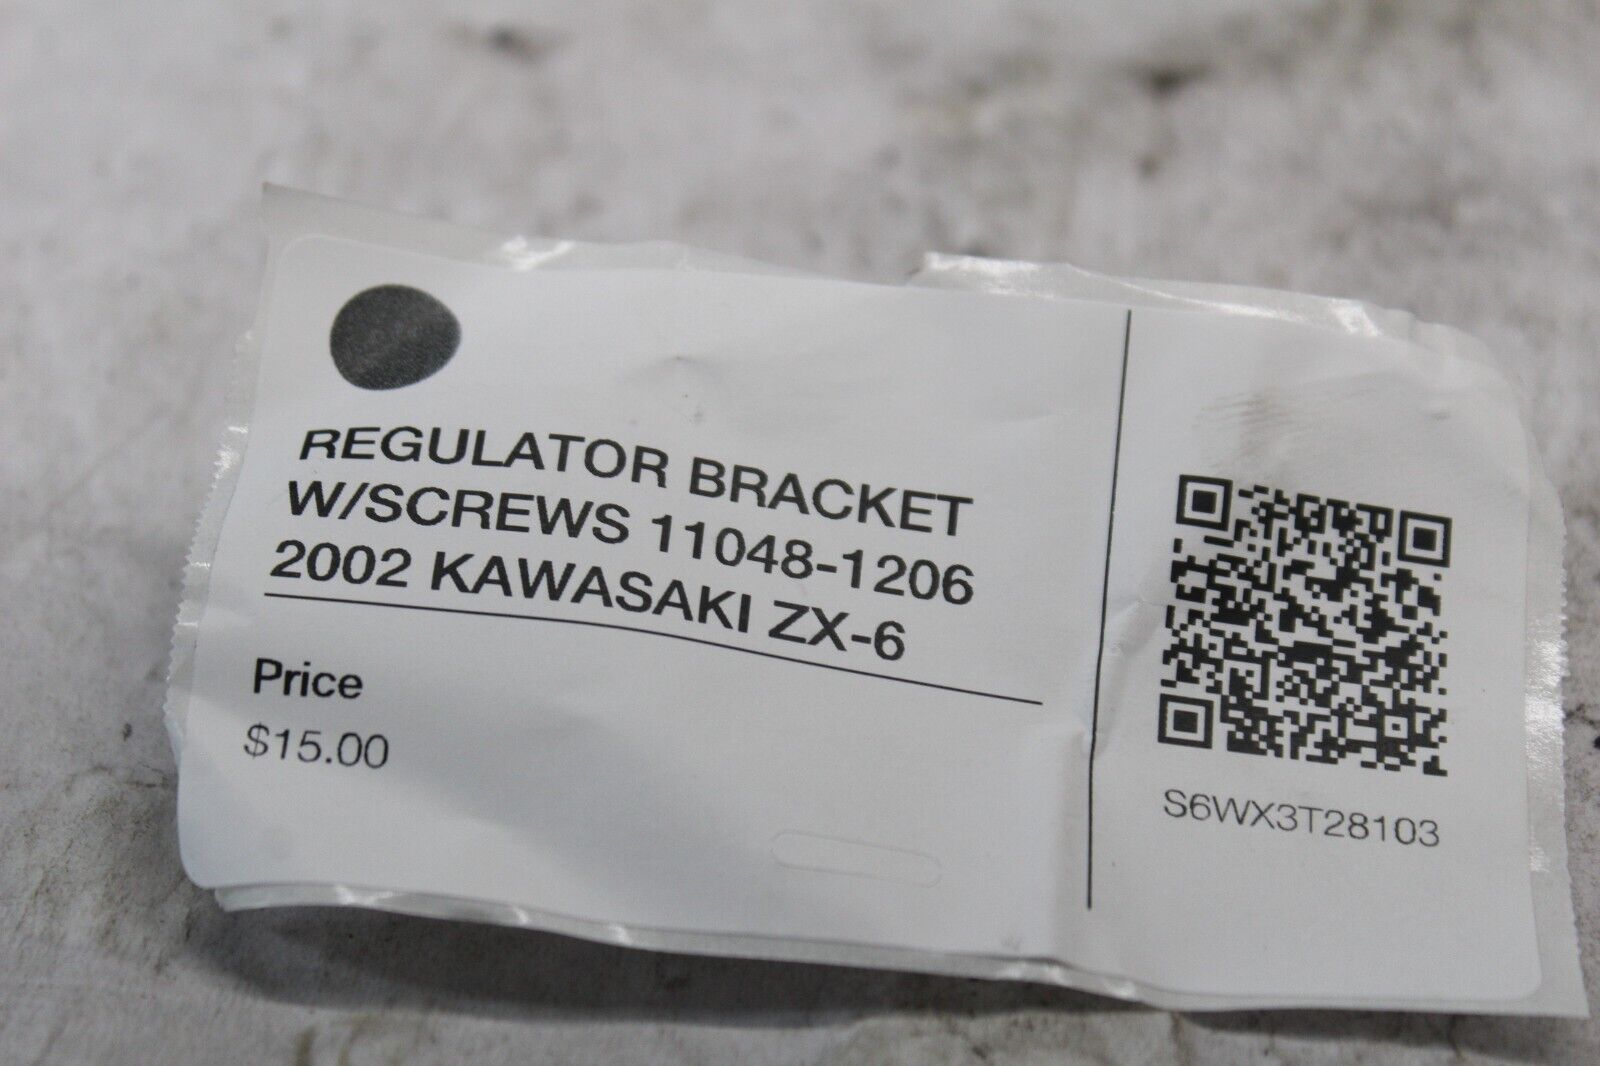 REGULATOR BRACKET
W/SCREWS 11048-1206
2002 KAWASAKI ZX-6
Price
$15.00
S6WX3T28103